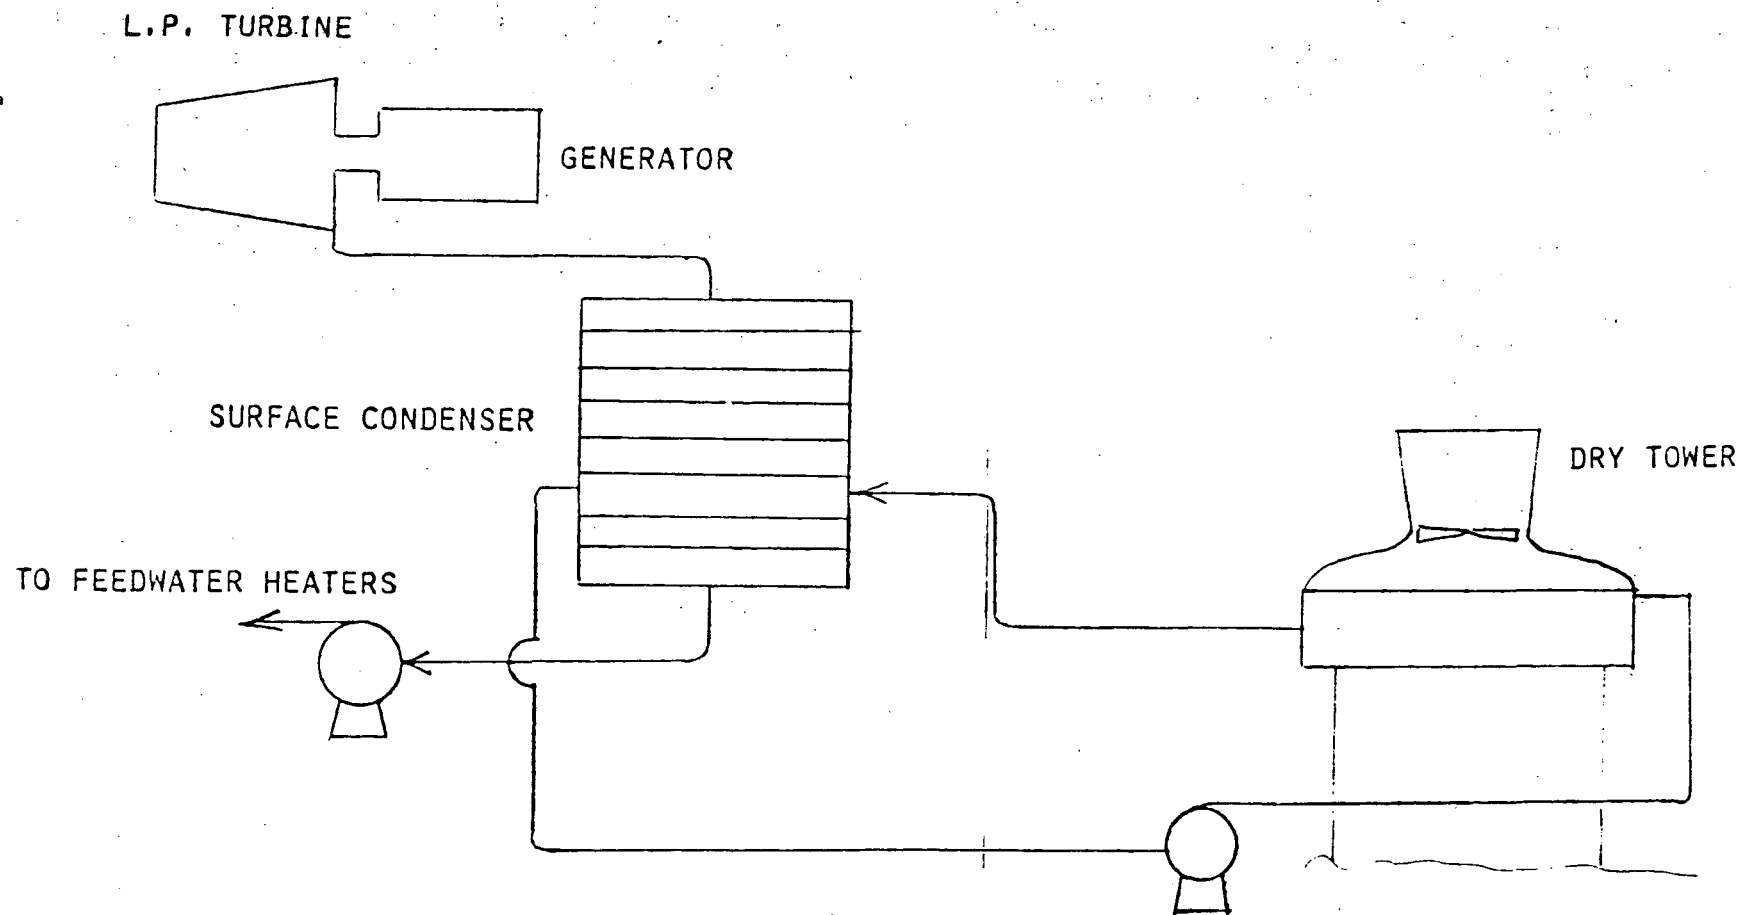 L.P. TURBINE
GENERATOR
SURFACE CONDENSER
DRY TOWER
TO FEEDWATER HEATERS